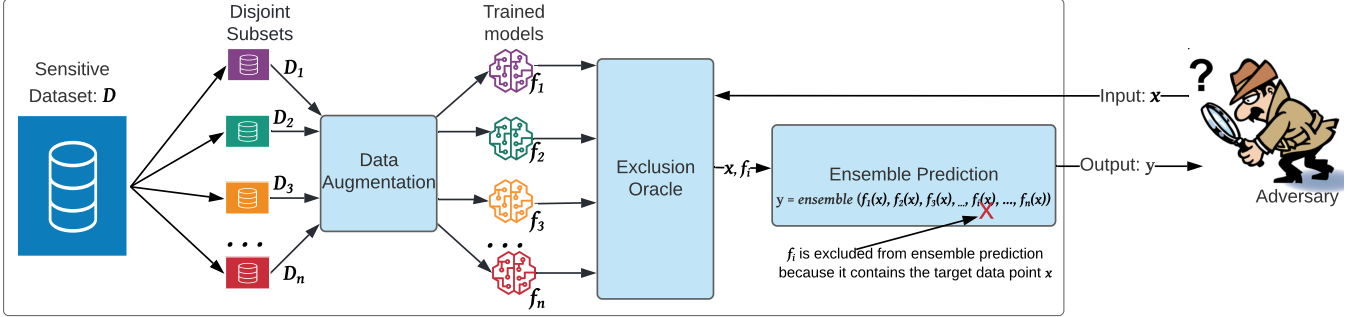 Sensitive
Dataset: D
Disjoint
Subsets
D1
D2
D3
...
Dn
Data
Augmentation
Trained
models
f1
f2
f3
...
fn
Exclusion
Oracle
x, fi
Ensemble Prediction
y = ensemble (f1(x), f2(x), f3(x), ..., fi(x), ..., fn(x))
X
fi is excluded from ensemble prediction
because it contains the target data point x
Input: x
Output: y
?
Adversary